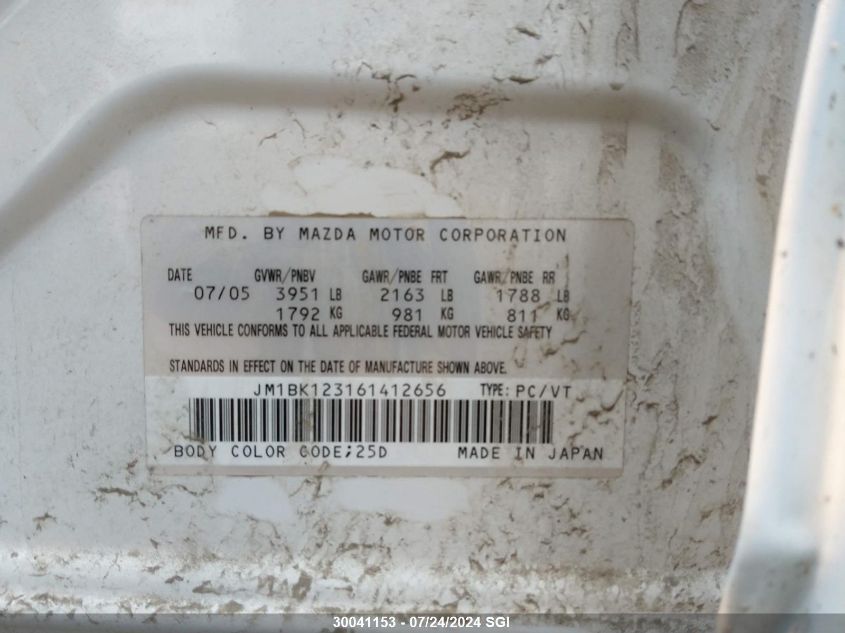 MFD. BY MAZDA MOTOR CORPORATION
DATE GVWR/PNBV GAWR/PNBE FRT GAWR/PNBE RR
07/05 3951 LB 2163 LB 1788 LB
1792 KG 981 KG 811 KG
THIS VEHICLE CONFORMS TO ALL APPLICABLE FEDERAL MOTOR VEHICLE SAFETY
STANDARDS IN EFFECT ON THE DATE OF MANUFACTURE SHOWN ABOVE.
JM1BK123161412656 TYPE: PC/VT
BODY COLOR CODE;25D MADE IN JAPAN
30041153 - 07/24/2024 SGI